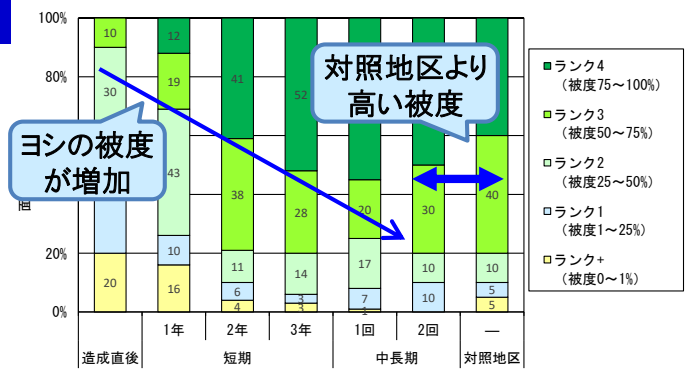 100%
80%
20%
0%
面
10
30
20
12
19
43
10
16
41
38
11
6
4
52
28
14
3
3
20
17
7
1
30
10
10
40
10
5
5
ヨシの被度
が増加
対照地区より
高い被度
1年
2年
3年
1回
2回
―
造成直後
短期
中長期
対照地区
ランク4
（被度75～100%）
ランク3
（被度50～75%）
ランク2
（被度25～50%）
ランク1
（被度1～25%）
ランク+
（被度0～1%）